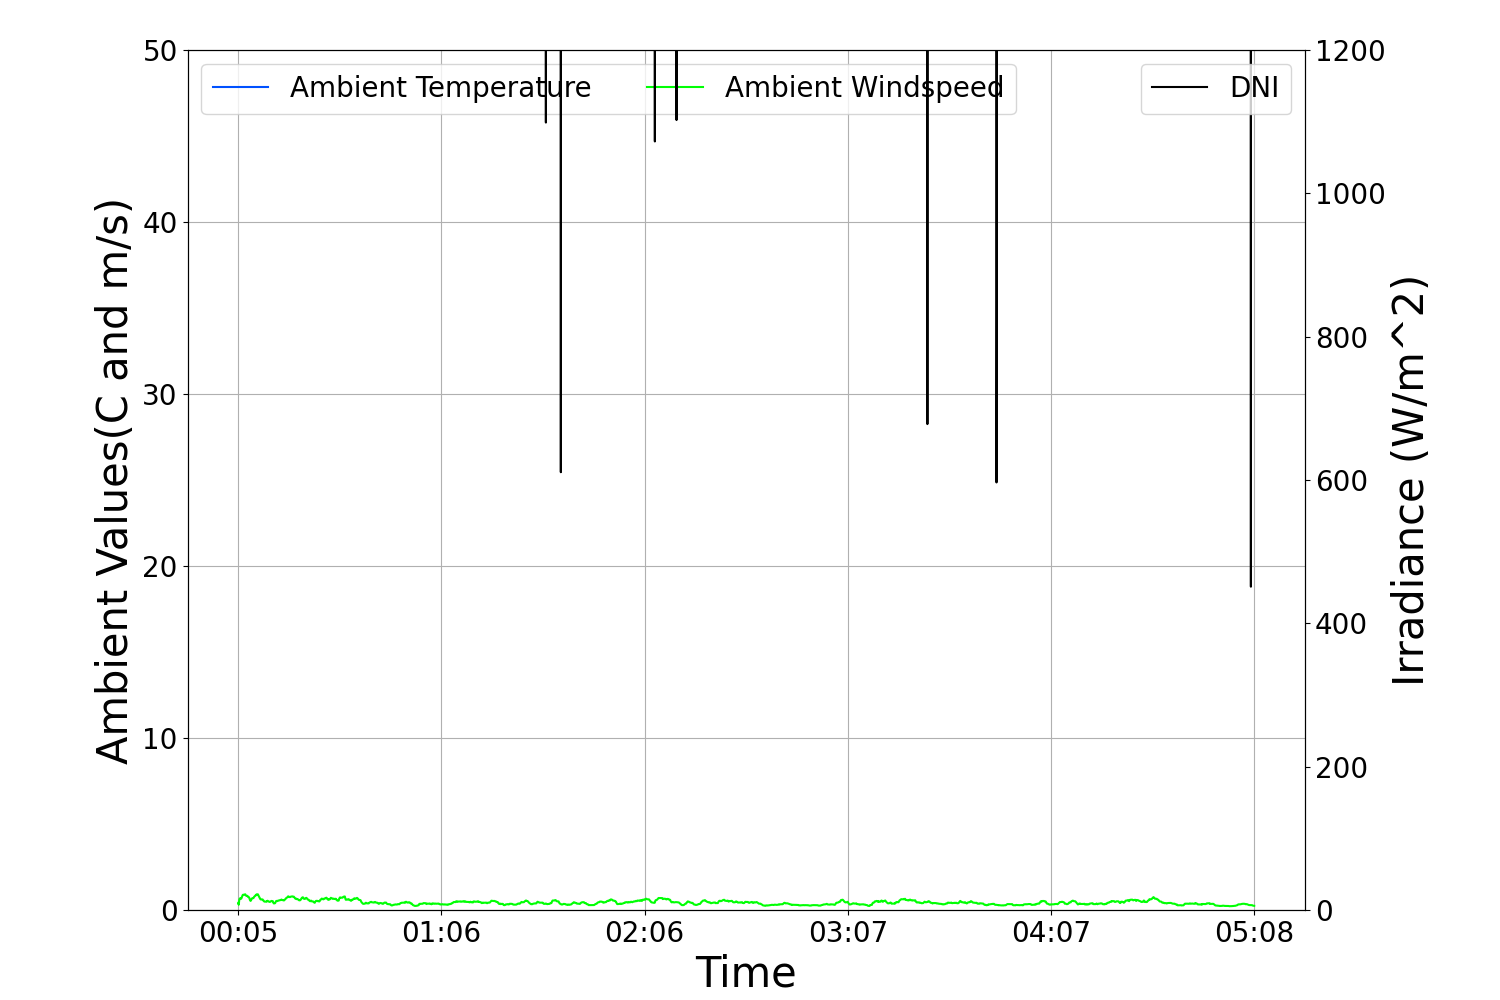 Ambient Temperature
Ambient Windspeed
DNI
50
40
30
20
10
0
Ambient Values(C and m/s)
1200
1000
800
600
400
200
0
Irradiance (W/m^2)
00:05 01:06 02:06 03:07 04:07 05:08
Time